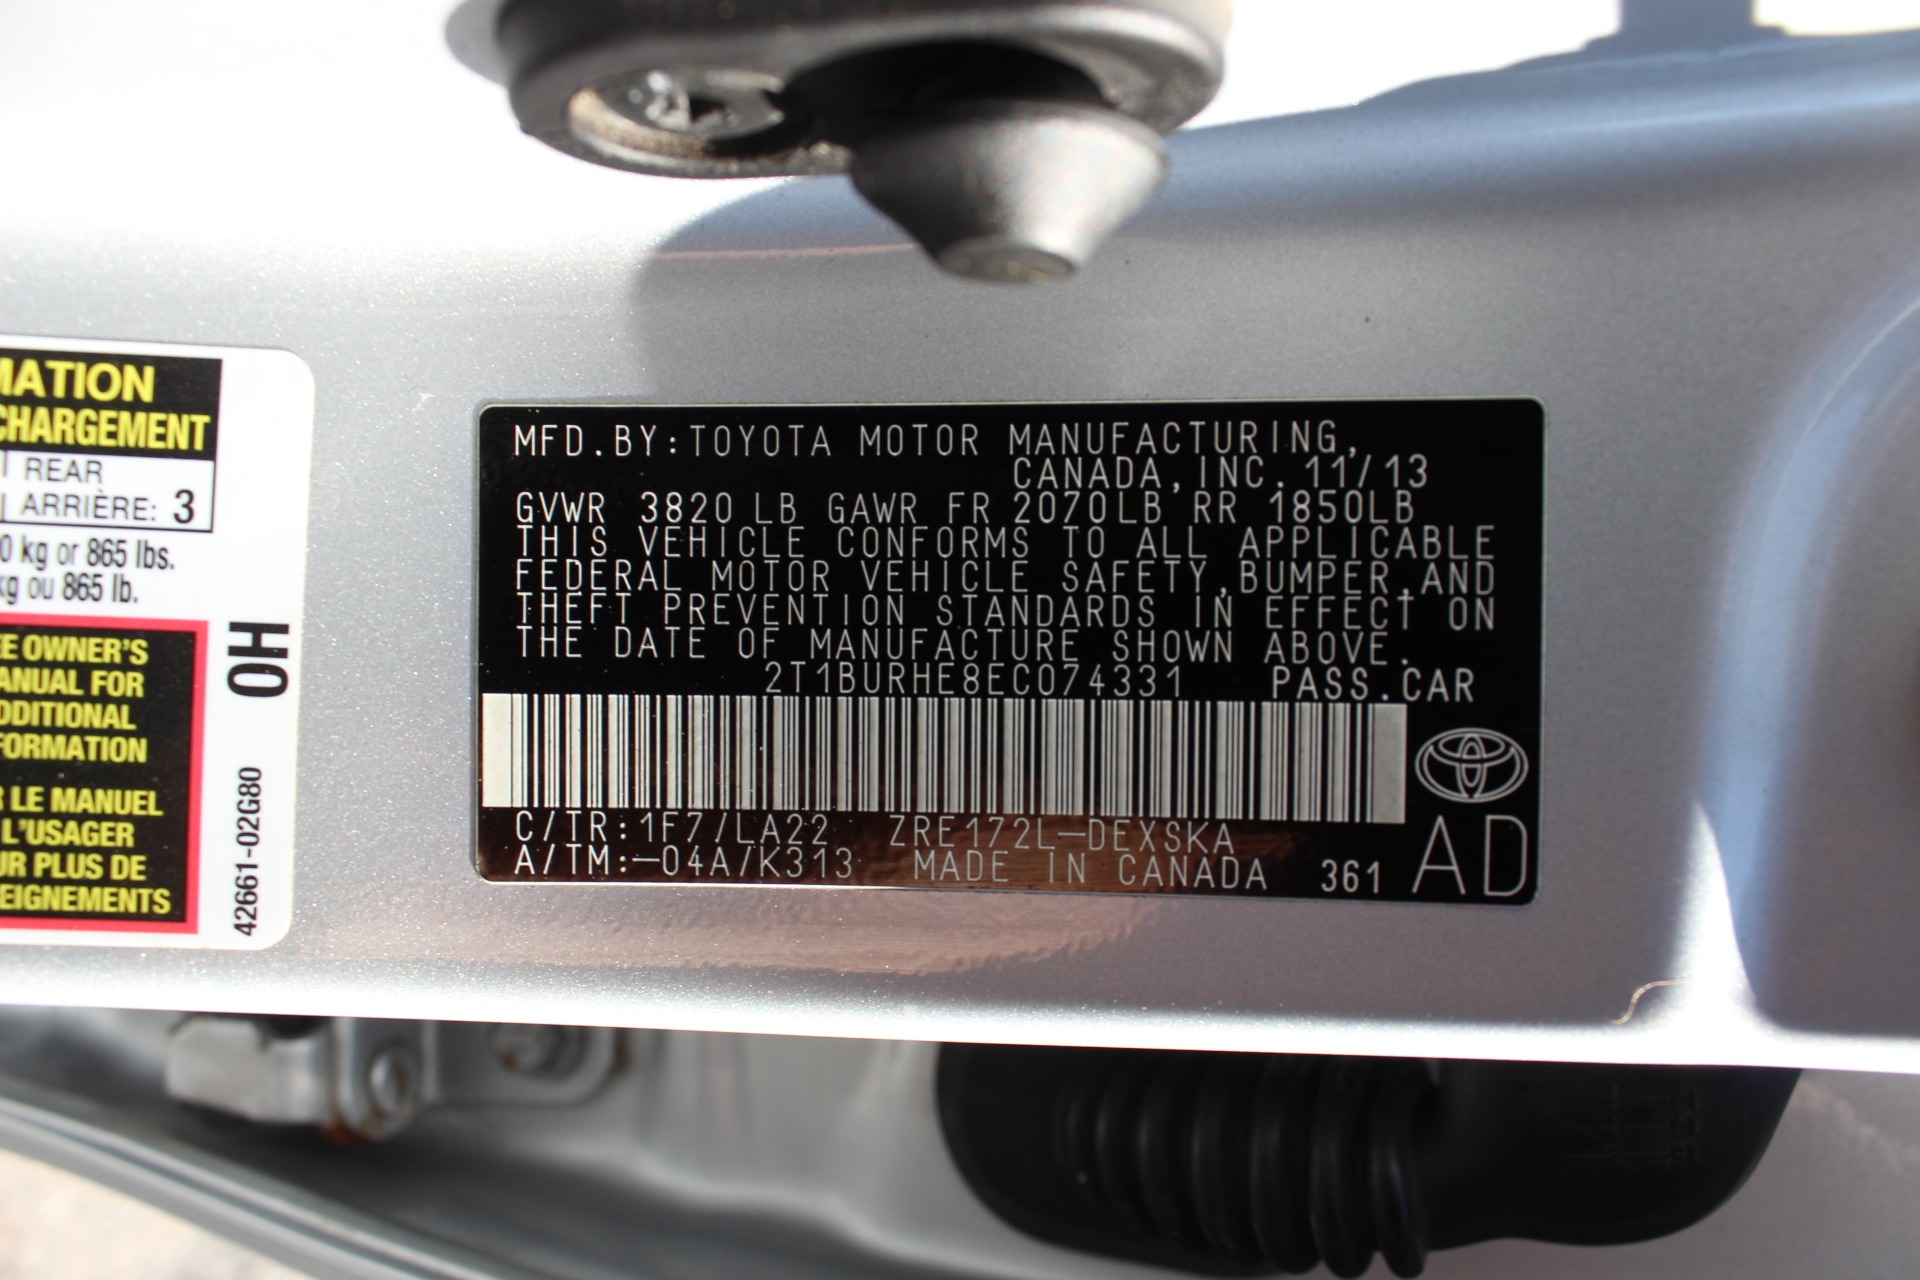 MATION
CHARGEMENT
REAR
ARRIÈRE: 3
0 kg or 865 lbs.
kg ou 865 lb.
EE OWNER'S
ANUAL FOR
DDITIONAL
FORMATION
R LE MANUEL
L'USAGER
UR PLUS DE
EIGNEMENTS
0H
42661-02G80
MFD.BY:TOYOTA MOTOR MANUFACTURING,
CANADA,INC. 11/13
GVWR 3820 LB GAWR FR 2070LB RR 1850LB
THIS VEHICLE CONFORMS TO ALL APPLICABLE
FEDERAL MOTOR VEHICLE SAFETY,BUMPER,AND
THEFT PREVENTION STANDARDS IN EFFECT ON
THE DATE OF MANUFACTURE SHOWN ABOVE.
2T1BURHE8EC074331 PASS.CAR
C/TR:1F7/LA22 ZRE172L-DEXSKA
A/TM:-04A/K313 MADE IN CANADA 361 AD